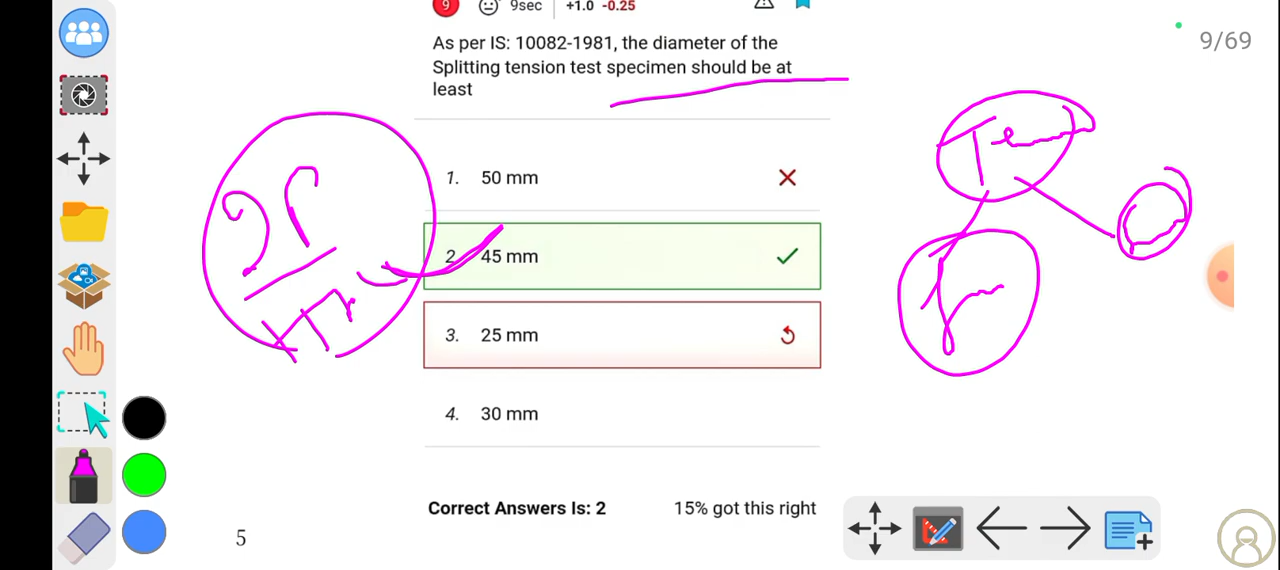 9
9sec
+1.0 -0.25
9/69
As per IS: 10082-1981, the diameter of the
Splitting tension test specimen should be at
least
1. 50 mm
2. 45 mm
3. 25 mm
4. 30 mm
Correct Answers Is: 2
15% got this right
5